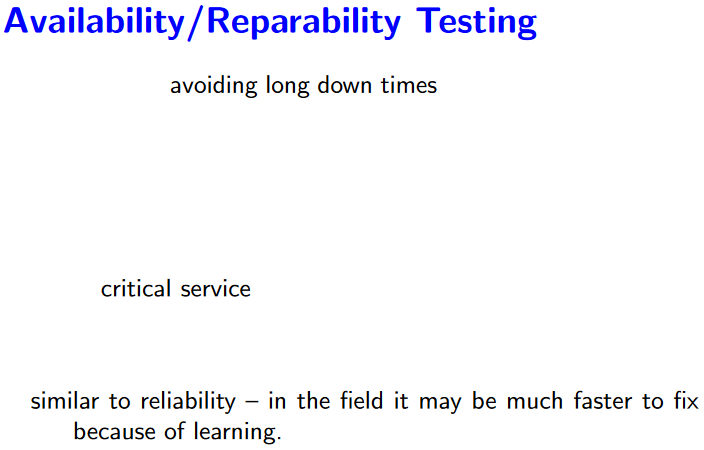 Availability/Reparability Testing
avoiding long down times
critical service
similar to reliability – in the field it may be much faster to fix
because of learning.